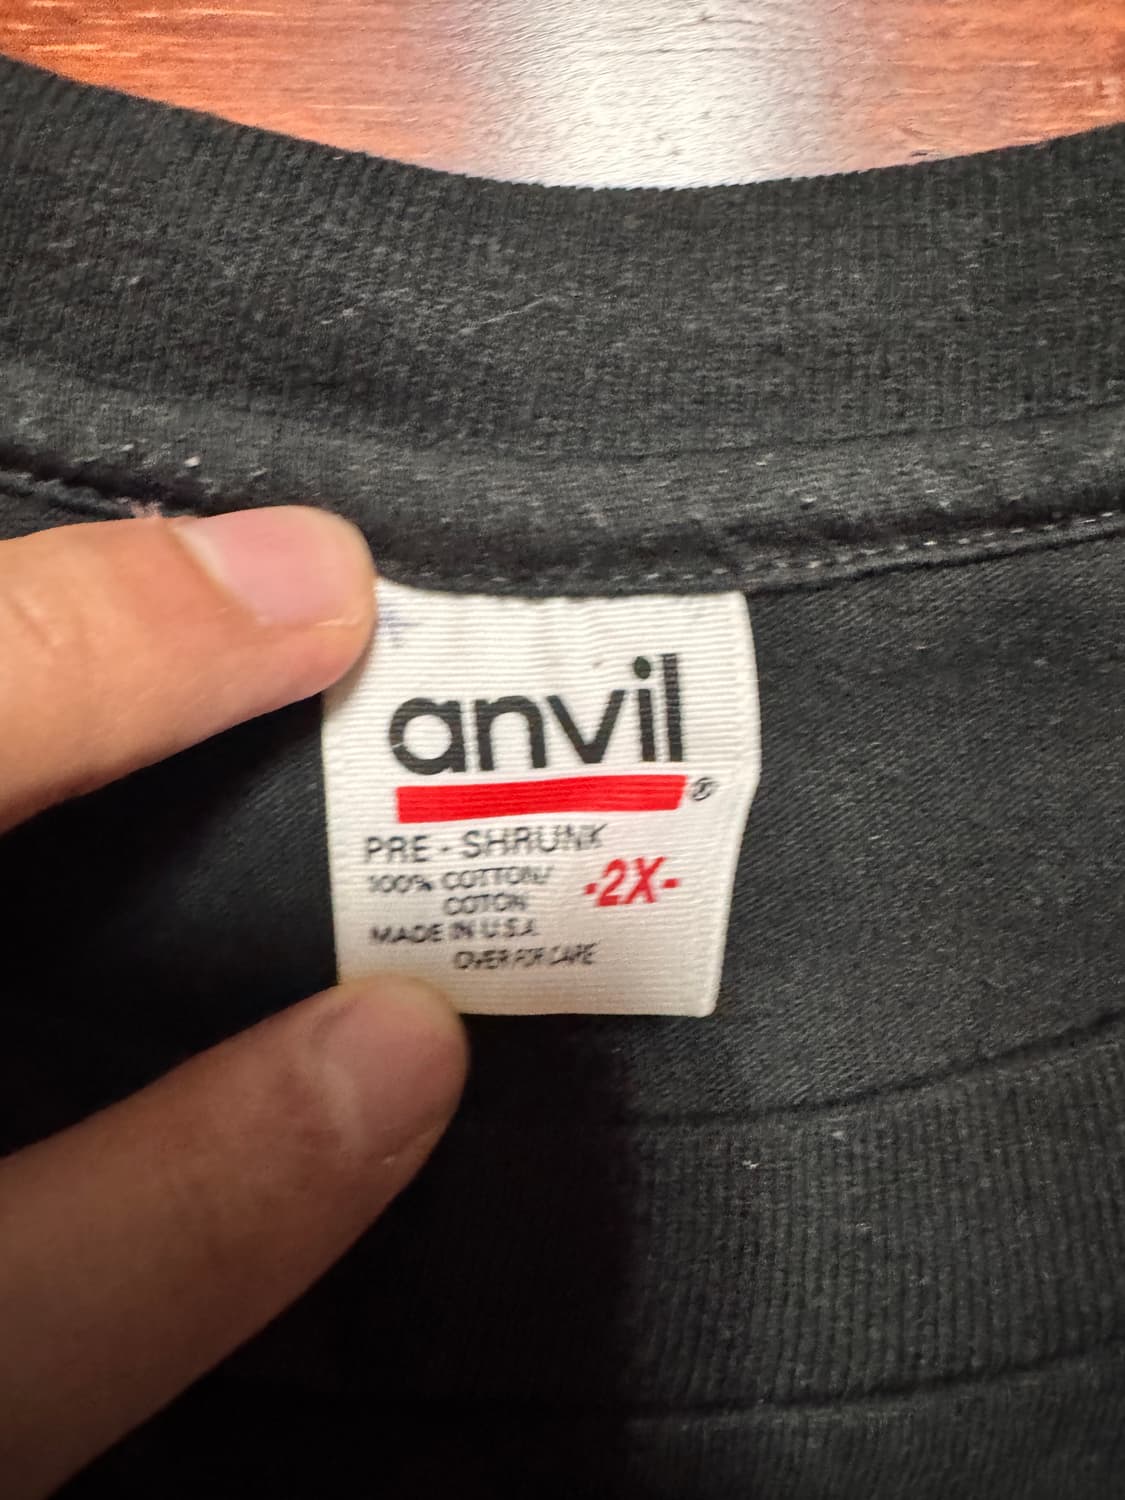 anvil
®
PRE - SHRUNK
100% COTTON/
COTON
-2X-
MADE IN U.S.A.
OVER FOR CARE